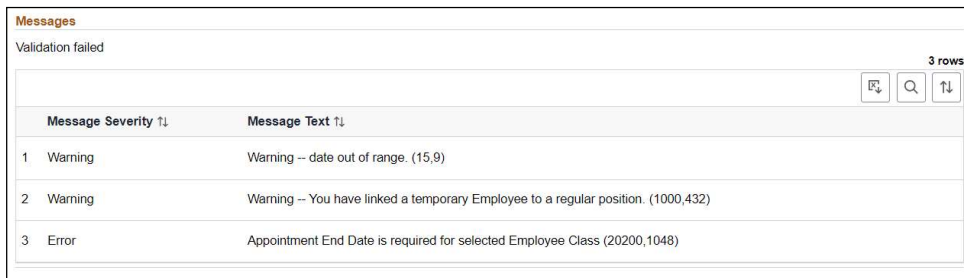 Messages
Validation failed
3 rows
Message Severity Message Text
1 Warning Warning -- date out of range. (15,9)
2 Warning Warning -- You have linked a temporary Employee to a regular position. (1000,432)
3 Error Appointment End Date is required for selected Employee Class (20200,1048)